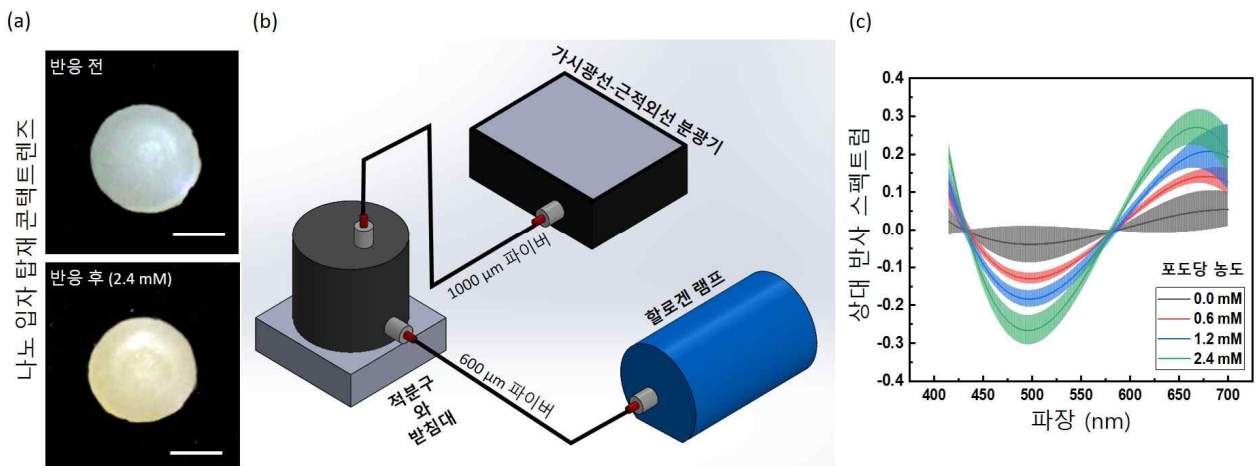 (a)
(b)
(c)
나노 입자 탑재 콘택트렌즈
반응 전
반응 후 (2.4 mM)
가시광선-근적외선 분광기
1000 µm 파이버
할로겐 램프
600 µm 파이버
적분구
와
받침대
상대 반사 스펙트럼
0.4
0.3
0.2
0.1
0.0
-0.1
-0.2
-0.3
-0.4
포도당 농도
0.0 mM
0.6 mM
1.2 mM
2.4 mM
400 450 500 550 600 650 700
파장 (nm)